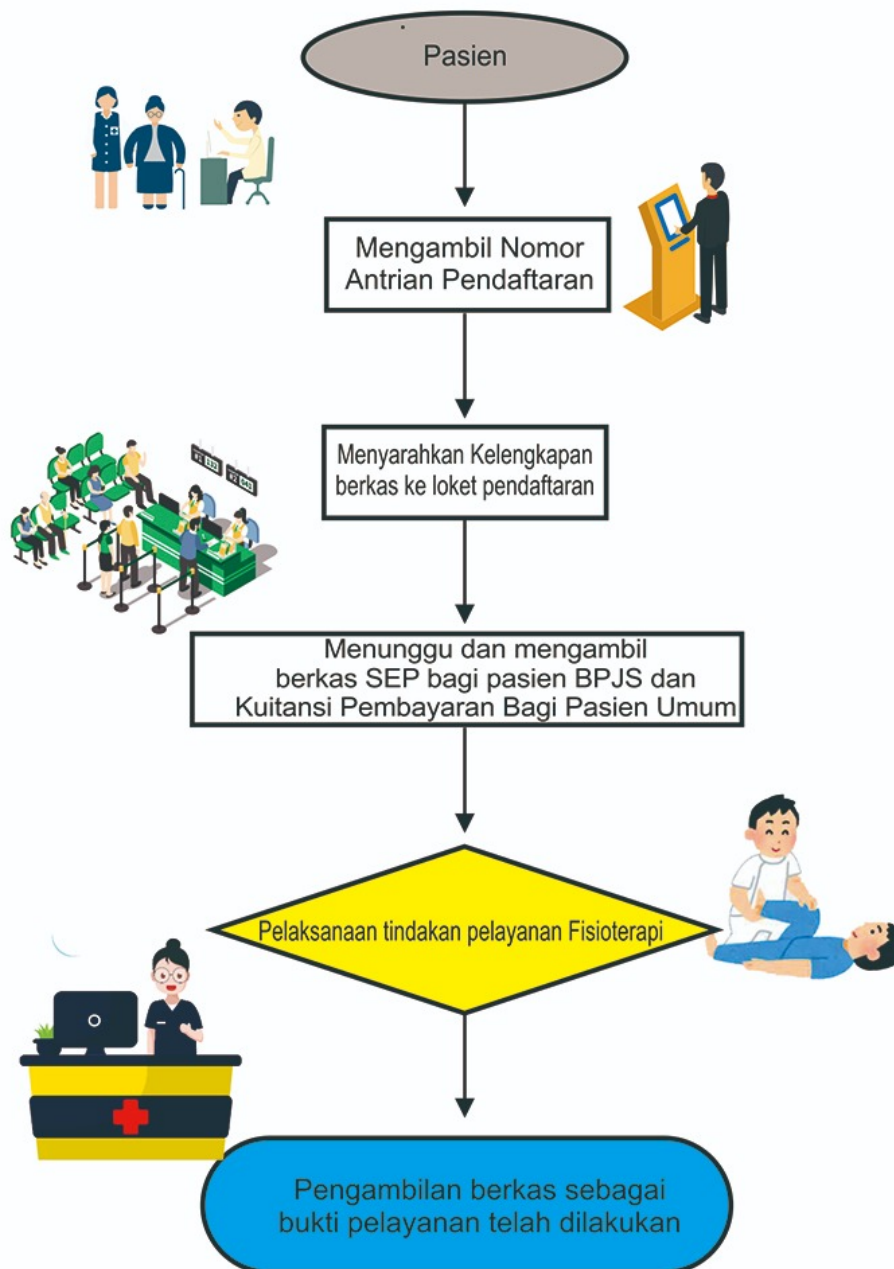 Pasien
Mengambil Nomor
Antrian Pendaftaran
Menyarahkan Kelengkapan
berkas ke loket pendaftaran
Menunggu dan mengambil
berkas SEP bagi pasien BPJS dan
Kuitansi Pembayaran Bagi Pasien Umum
Pelaksanaan tindakan pelayanan Fisioterapi
Pengambilan berkas sebagai
bukti pelayanan telah dilakukan